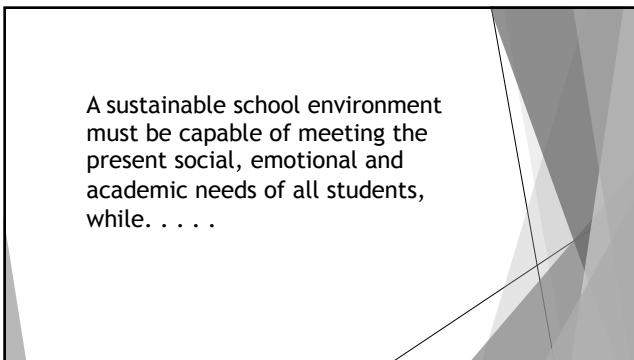 A sustainable school environment
must be capable of meeting the
present social, emotional and
academic needs of all students,
while. . . . .